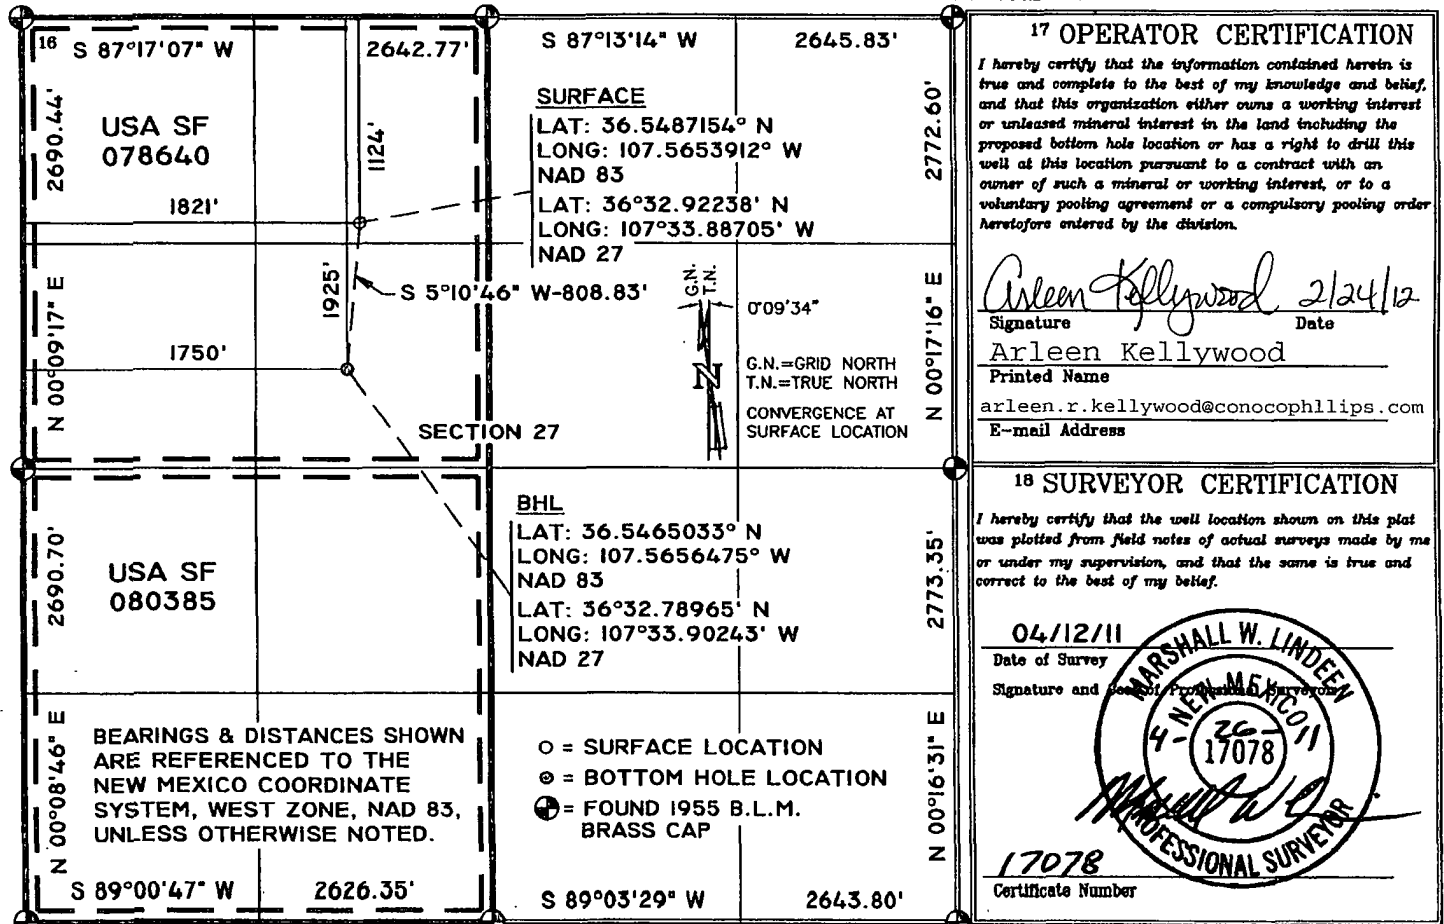 16 S 87°17'07" W 2642.77'
S 87°13'14" W 2645.83'
2690.44'
USA SF
078640
1124'
1821'
SURFACE
LAT: 36.5487154° N
LONG: 107.5653912° W
NAD 83
LAT: 36°32.92238' N
LONG: 107°33.88705' W
NAD 27
2772.60'
1925'
S 5°10'46" W-808.83'
1750'
N 00°09'17" E
G.N.
T.N.
0°09'34"
N
G.N.=GRID NORTH
T.N.=TRUE NORTH
CONVERGENCE AT
SURFACE LOCATION
N 00°17'16" E
SECTION 27
2690.70'
USA SF
080385
BHL
LAT: 36.5465033° N
LONG: 107.5656475° W
NAD 83
LAT: 36°32.78965' N
LONG: 107°33.90243' W
NAD 27
2773.35'
N 00°08'46" E
BEARINGS & DISTANCES SHOWN
ARE REFERENCED TO THE
NEW MEXICO COORDINATE
SYSTEM, WEST ZONE, NAD 83,
UNLESS OTHERWISE NOTED.
= SURFACE LOCATION
= BOTTOM HOLE LOCATION
= FOUND 1955 B.L.M.
BRASS CAP
N 00°16'31" E
S 89°00'47" W 2626.35'
S 89°03'29" W 2643.80'
17 OPERATOR CERTIFICATION
I hereby certify that the information contained herein is
true and complete to the best of my knowledge and belief,
and that this organization either owns a working interest
or unleased mineral interest in the land including the
proposed bottom hole location or has a right to drill this
well at this location pursuant to a contract with an
owner of such a mineral or working interest, or to a
voluntary pooling agreement or a compulsory pooling order
heretofore entered by the division.
Arleen Kellywood 2/24/12
Signature Date
Arleen Kellywood
Printed Name
arleen.r.kellywood@conocophllips.com
E-mail Address
18 SURVEYOR CERTIFICATION
I hereby certify that the well location shown on this plat
was plotted from field notes of actual surveys made by me
or under my supervision, and that the same is true and
correct to the best of my belief.
04/12/11
Date of Survey
Signature and Seal of Professional Surveyor:
MARSHALL W. LINDEEN
NEW MEXICO
4-26-11
17078
PROFESSIONAL SURVEYOR
17078
Certificate Number